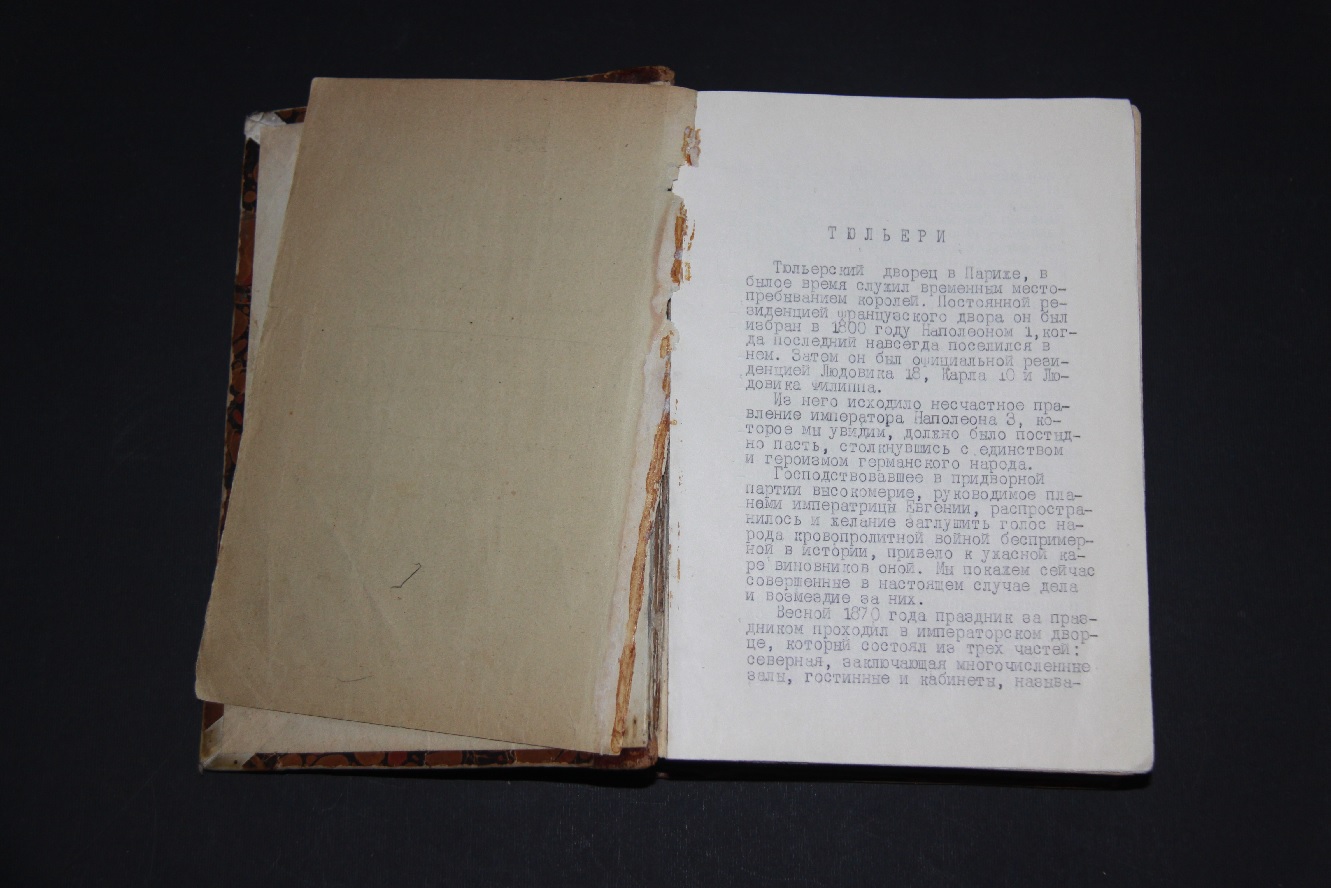 ТЮЛЬЕРИ
Тюльерский дворец в Париже, в
былое время служил временным место-
пребыванием королей. Постоянной ре-
зиденцией французского двора он был
избран в 1800 году Наполеоном 1,ког-
да последний навсегда поселился в
нем. Затем он был официальной рези-
денцией Людовика 18, Карла 10 и Лю-
довика Филиппа.
Из него исходило несчастное пра-
вление императора Наполеона 3, ко-
торое мы увидим, должно было постыд-
но пасть, столкнувшись с единством
и героизмом германского народа.
Господствовавшее в придворной
партии высокомерие, руководимое пла-
нами императрицы Евгении, распростра-
нилось и желание заглушить голос на-
рода кровопролитной войной беспример-
ной в истории, привело к ужасной ка-
ре виновников оной. Мы покажем сейчас
совершенные в настоящем случае дела
и возмездие за них.
Весной 1870 года праздник за праз-
дником проходил в императорском двор-
це, который состоял из трех частей:
северная, заключающая многочисленные
залы, гостинные и кабинеты, называ-